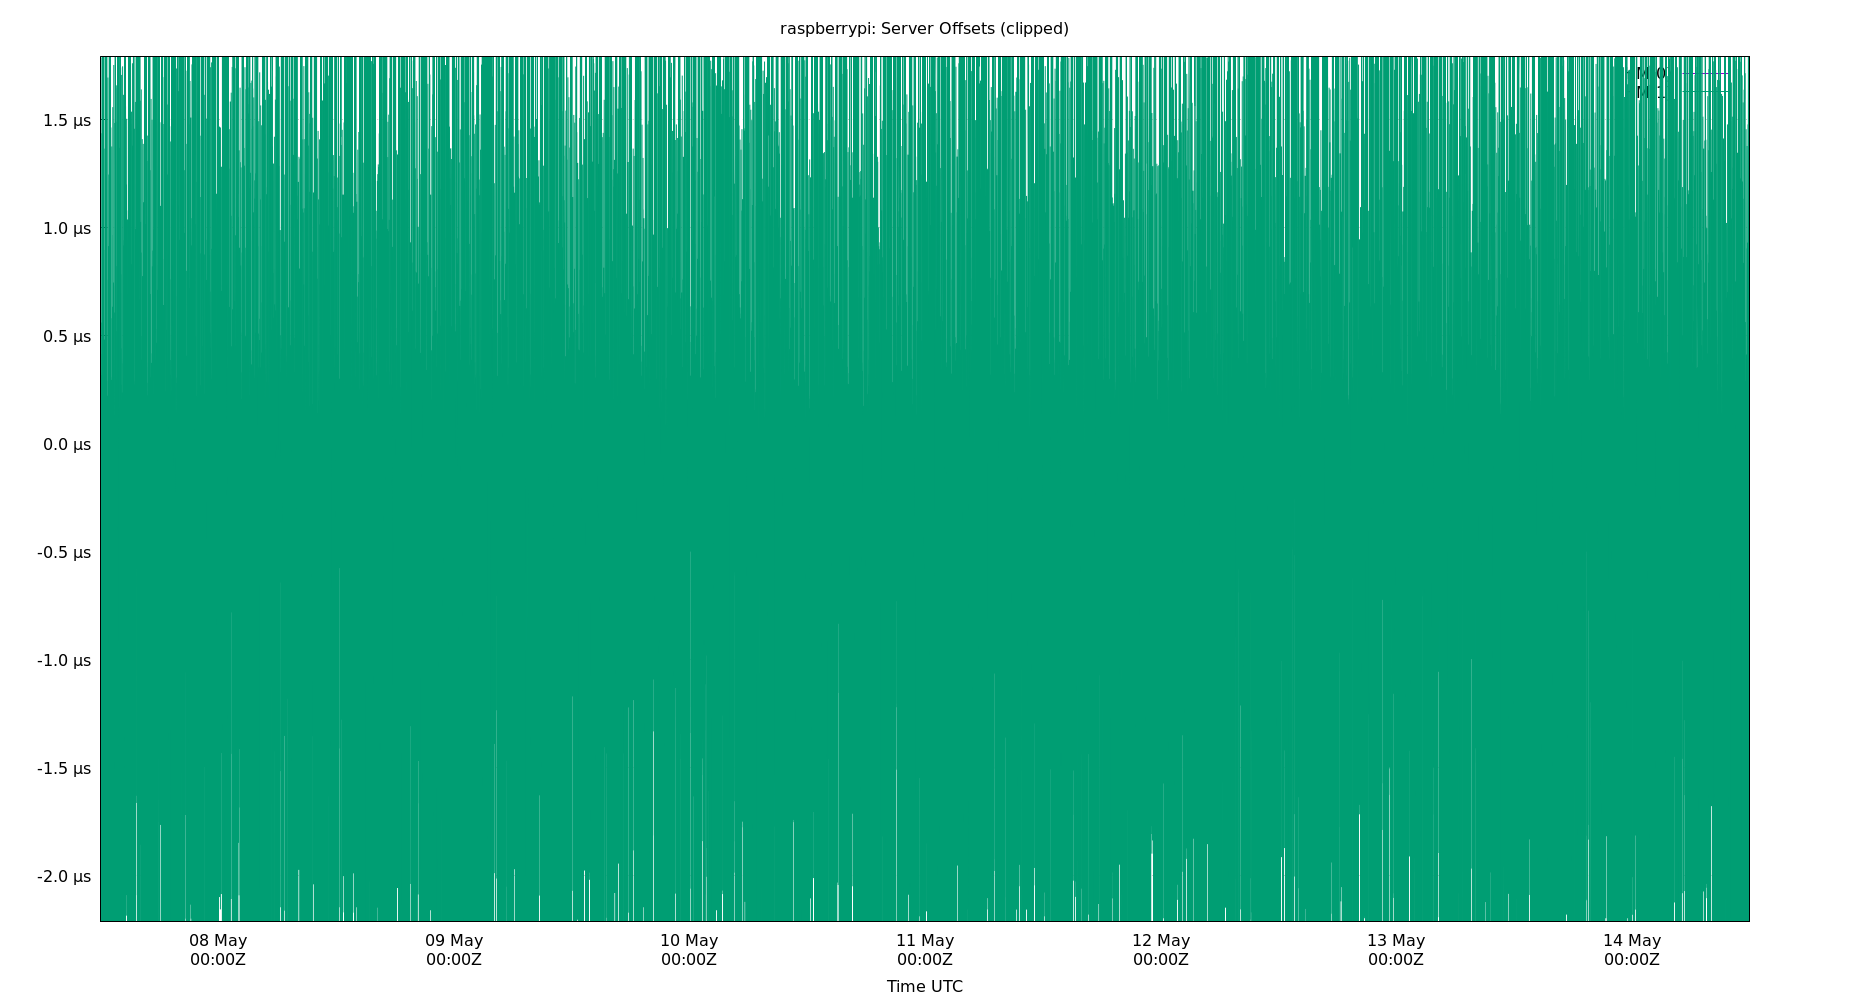 raspberrypi: Server Offsets (clipped)
1.5 µs
1.0 µs
0.5 µs
0.0 µs
-0.5 µs
-1.0 µs
-1.5 µs
-2.0 µs
08 May
00:00Z
09 May
00:00Z
10 May
00:00Z
11 May
00:00Z
12 May
00:00Z
13 May
00:00Z
14 May
00:00Z
Time UTC